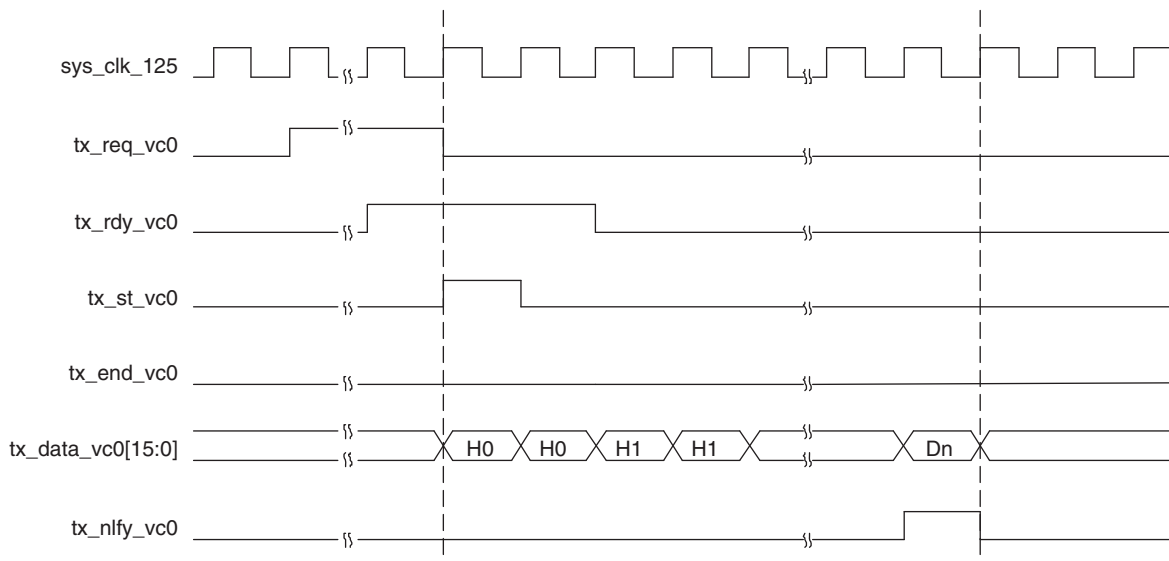 sys_clk_125
tx_req_vc0
tx_rdy_vc0
tx_st_vc0
tx_end_vc0
tx_data_vc0[15:0] H0 H0 H1 H1 Dn
tx_nlfy_vc0